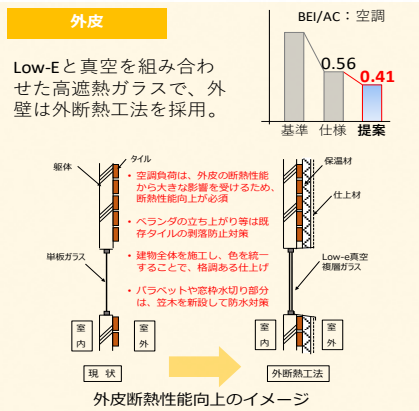 外皮
Low-Eと真空を組み合わ
せた高遮熱ガラスで、外
壁は外断熱工法を採用。
BEI/AC：空調
0.56
0.41
基準
仕様
提案
躯体
タイル
単板ガラス
室内
室外
現 状
• 空調負荷は、外皮の断熱性能
から大きな影響を受けるため、
断熱性能向上が必須
• ベランダの立ち上がり等は既
存タイルの剥落防止対策
• 建物全体を施工し、色を統一
することで、格調ある仕上げ
• パラペットや窓枠水切り部分
は、笠木を新設して防水対策
保温材
仕上材
Low-e真空
複層ガラス
室内
室外
外断熱工法
外皮断熱性能向上のイメージ